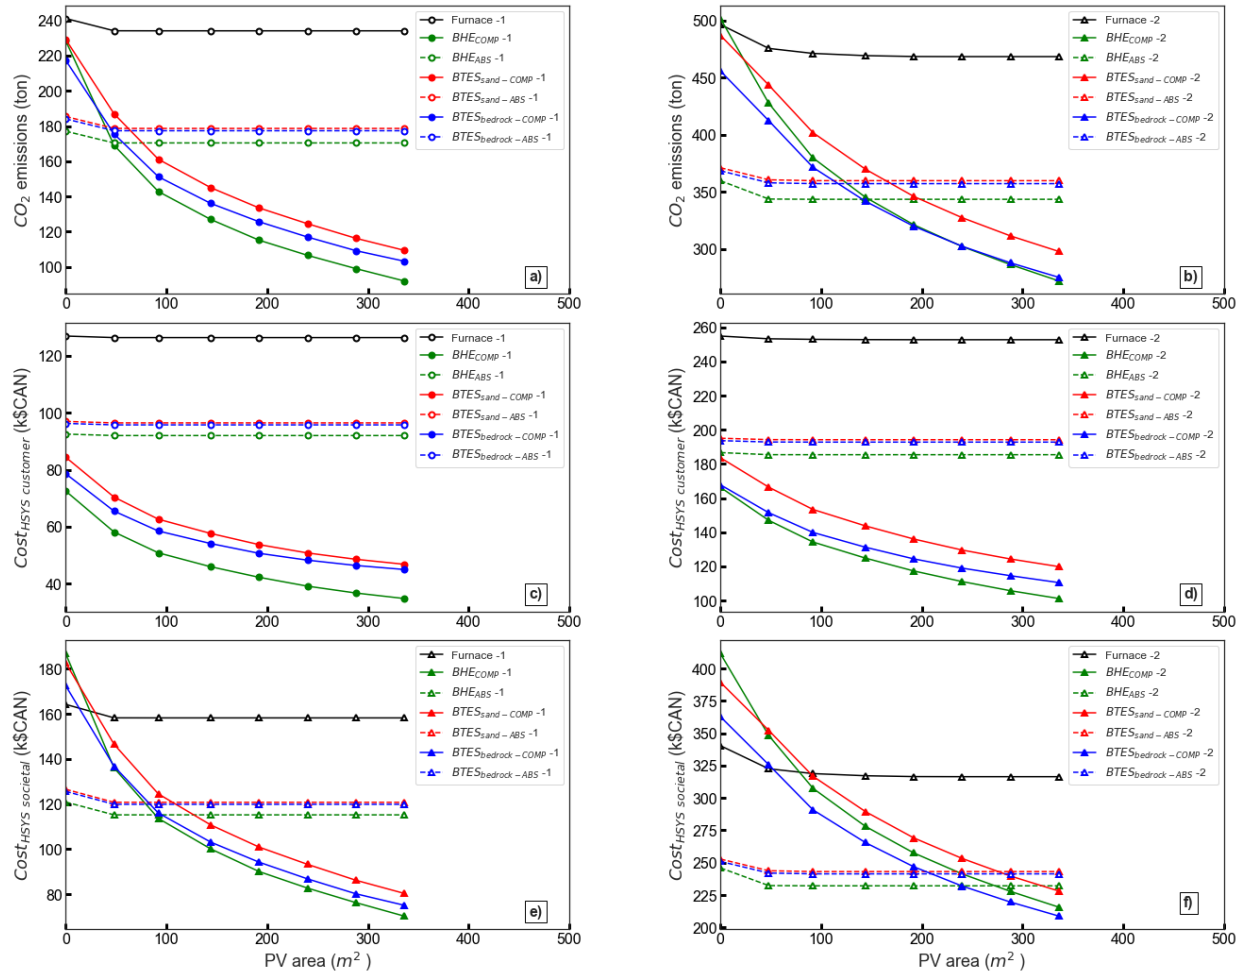 CO2 emissions (ton)
240
220
200
180
160
140
120
100
0
100
200
300
400
500
Furnace -1
BHE_COMP -1
BHE_ABS -1
BTES_sand−COMP -1
BTES_sand−ABS -1
BTES_bedrock−COMP -1
BTES_bedrock−ABS -1
a)
CO2 emissions (ton)
500
450
400
350
300
0
100
200
300
400
500
Furnace -2
BHE_COMP -2
BHE_ABS -2
BTES_sand−COMP -2
BTES_sand−ABS -2
BTES_bedrock−COMP -2
BTES_bedrock−ABS -2
b)
Cost_HSYS customer (k$CAN)
120
100
80
60
40
0
100
200
300
400
500
Furnace -1
BHE_COMP -1
BHE_ABS -1
BTES_sand−COMP -1
BTES_sand−ABS -1
BTES_bedrock−COMP -1
BTES_bedrock−ABS -1
c)
Cost_HSYS customer (k$CAN)
260
240
220
200
180
160
140
120
100
0
100
200
300
400
500
Furnace -2
BHE_COMP -2
BHE_ABS -2
BTES_sand−COMP -2
BTES_sand−ABS -2
BTES_bedrock−COMP -2
BTES_bedrock−ABS -2
d)
Cost_HSYS societal (k$CAN)
180
160
140
120
100
80
0
100
200
300
400
500
PV area (m²)
Furnace -1
BHE_COMP -1
BHE_ABS -1
BTES_sand−COMP -1
BTES_sand−ABS -1
BTES_bedrock−COMP -1
BTES_bedrock−ABS -1
e)
Cost_HSYS societal (k$CAN)
400
375
350
325
300
275
250
225
200
0
100
200
300
400
500
PV area (m²)
Furnace -2
BHE_COMP -2
BHE_ABS -2
BTES_sand−COMP -2
BTES_sand−ABS -2
BTES_bedrock−COMP -2
BTES_bedrock−ABS -2
f)